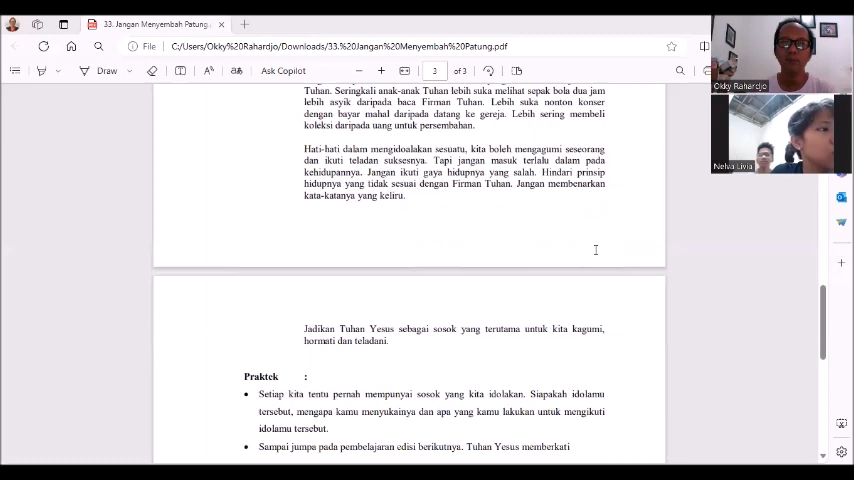 33. Jangan Menyembah Patung
File
C:/Users/Okky%20Rahardjo/Downloads/33.%20Jangan%20Menyembah%20Patung.pdf
Draw
Ask Copilot
3 of 3
Tuhan. Seringkali anak-anak Tuhan lebih suka melihat sepak bola dua jam
lebih asyik daripada baca Firman Tuhan. Lebih suka nonton konser
dengan bayar mahal daripada datang ke gereja. Lebih sering membeli
koleksi daripada uang untuk persembahan.
Hati-hati dalam mengidoalakan sesuatu, kita boleh mengagumi seseorang
dan ikuti teladan suksesnya. Tapi jangan masuk terlalu dalam pada
kehidupannya. Jangan ikuti gaya hidupnya yang salah. Hindari prinsip
hidupnya yang tidak sesuai dengan Firman Tuhan. Jangan membenarkan
kata-katanya yang keliru.
Jadikan Tuhan Yesus sebagai sosok yang terutama untuk kita kagumi,
hormati dan teladani.
Praktek :
• Setiap kita tentu pernah mempunyai sosok yang kita idolakan. Siapakah idolamu
tersebut, mengapa kamu menyukainya dan apa yang kamu lakukan untuk mengikuti
idolamu tersebut.
• Sampai jumpa pada pembelajaran edisi berikutnya. Tuhan Yesus memberkati
Okky Rahardjo
Nelva Livia